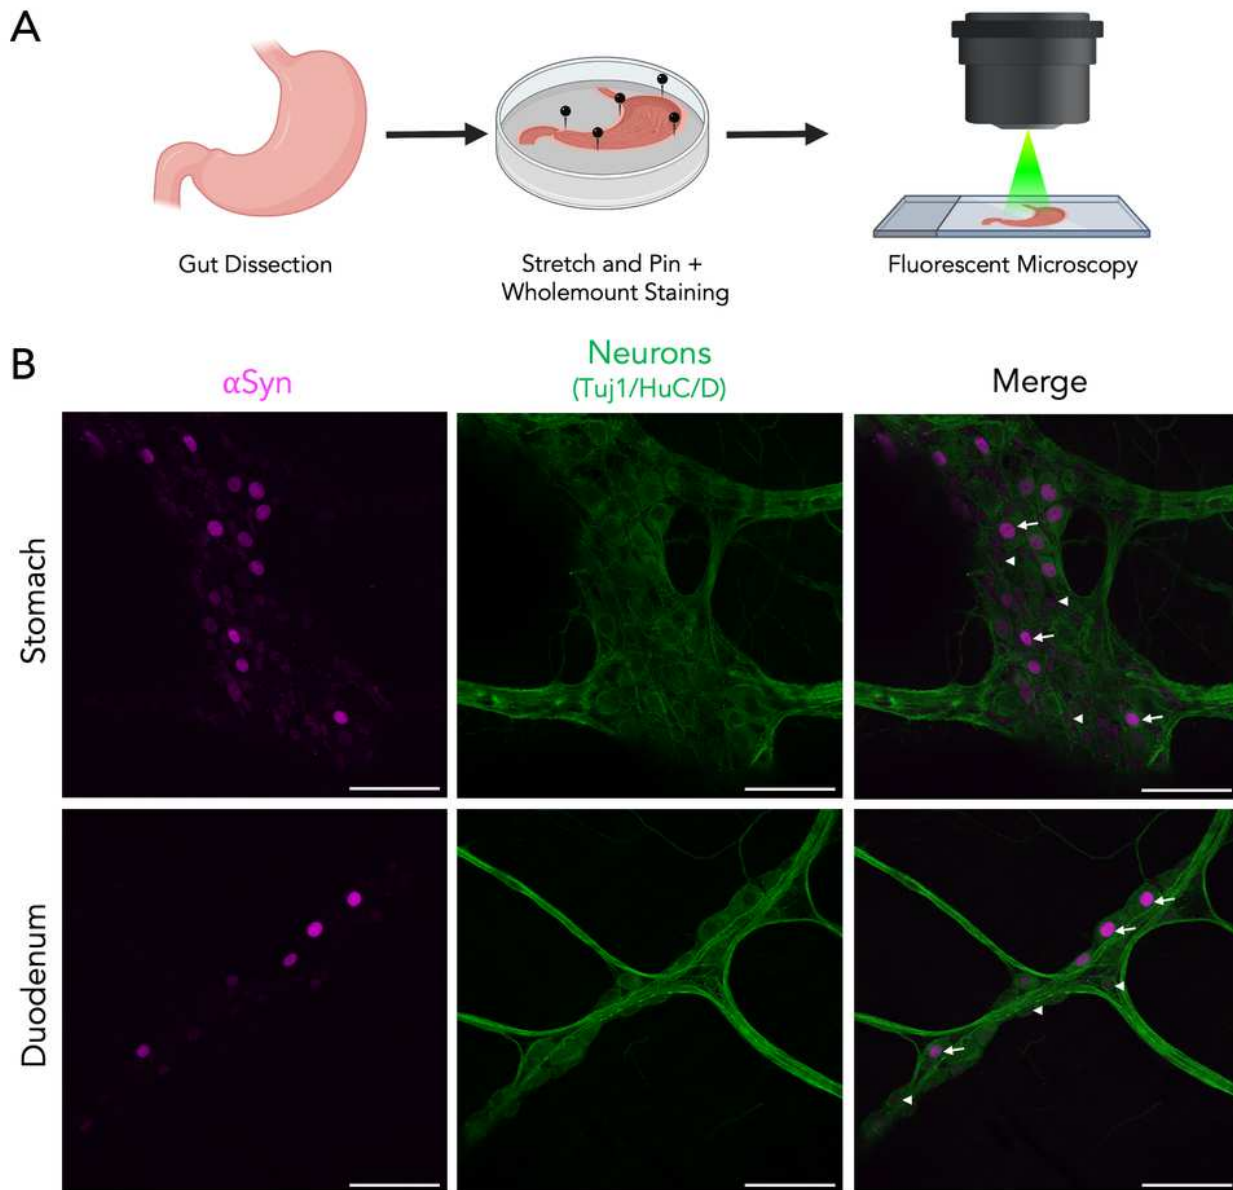 A
Gut Dissection
Stretch and Pin +
Wholemount Staining
Fluorescent Microscopy
B
αSyn
Neurons
(Tuj1/HuC/D)
Merge
Stomach
Duodenum